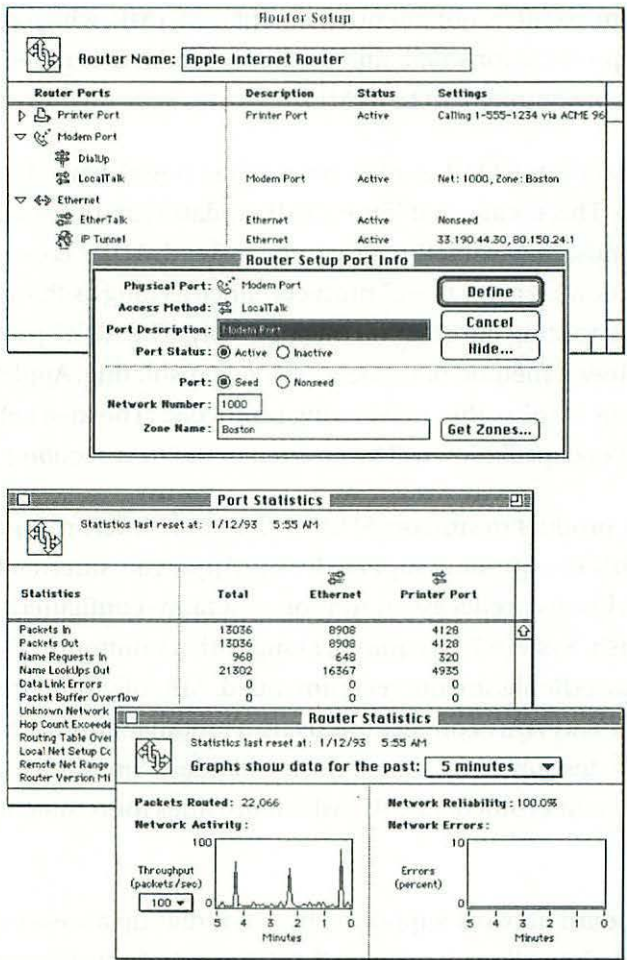 Router Setup
Router Name: Apple Internet Router
Router Ports Description Status Settings
Printer Port Printer Port Active Calling 1-555-1234 via ACME 96
Modem Port
DialUp
LocalTalk Modem Port Active Net: 1000, Zone: Boston
Ethernet
EtherTalk Ethernet Active Nonseed
IP Tunnel Ethernet Active 33.190.44.30, 80.150.24.1
Router Setup Port Info
Physical Port: Modem Port
Access Method: LocalTalk
Port Description: Modem Port
Port Status: Active Inactive
Port: Seed Nonseed
Network Number: 1000
Zone Name: Boston
Define
Cancel
Hide...
Get Zones...
Port Statistics
Statistics last reset at: 1/12/93 5:55 AM
Statistics Total Ethernet Printer Port
Packets In 13036 8908 4128
Packets Out 13036 8908 4128
Name Requests In 968 648 320
Name LookUps Out 21302 16367 4935
Data Link Errors 0 0 0
Packet Buffer Overflow 0 0 0
Unknown Network
Hop Count Exceede
Routing Table Over
Local Net Setup Co
Remote Net Range
Router Version Mi
Router Statistics
Statistics last reset at: 1/12/93 5:55 AM
Graphs show data for the past: 5 minutes
Packets Routed: 22,066
Network Activity:
100
Throughput
(packets/sec)
100
0
5 4 3 2 1 0
Minutes
Network Reliability: 100.0%
Network Errors:
10
Errors
(percent)
0
5 4 3 2 1 0
Minutes